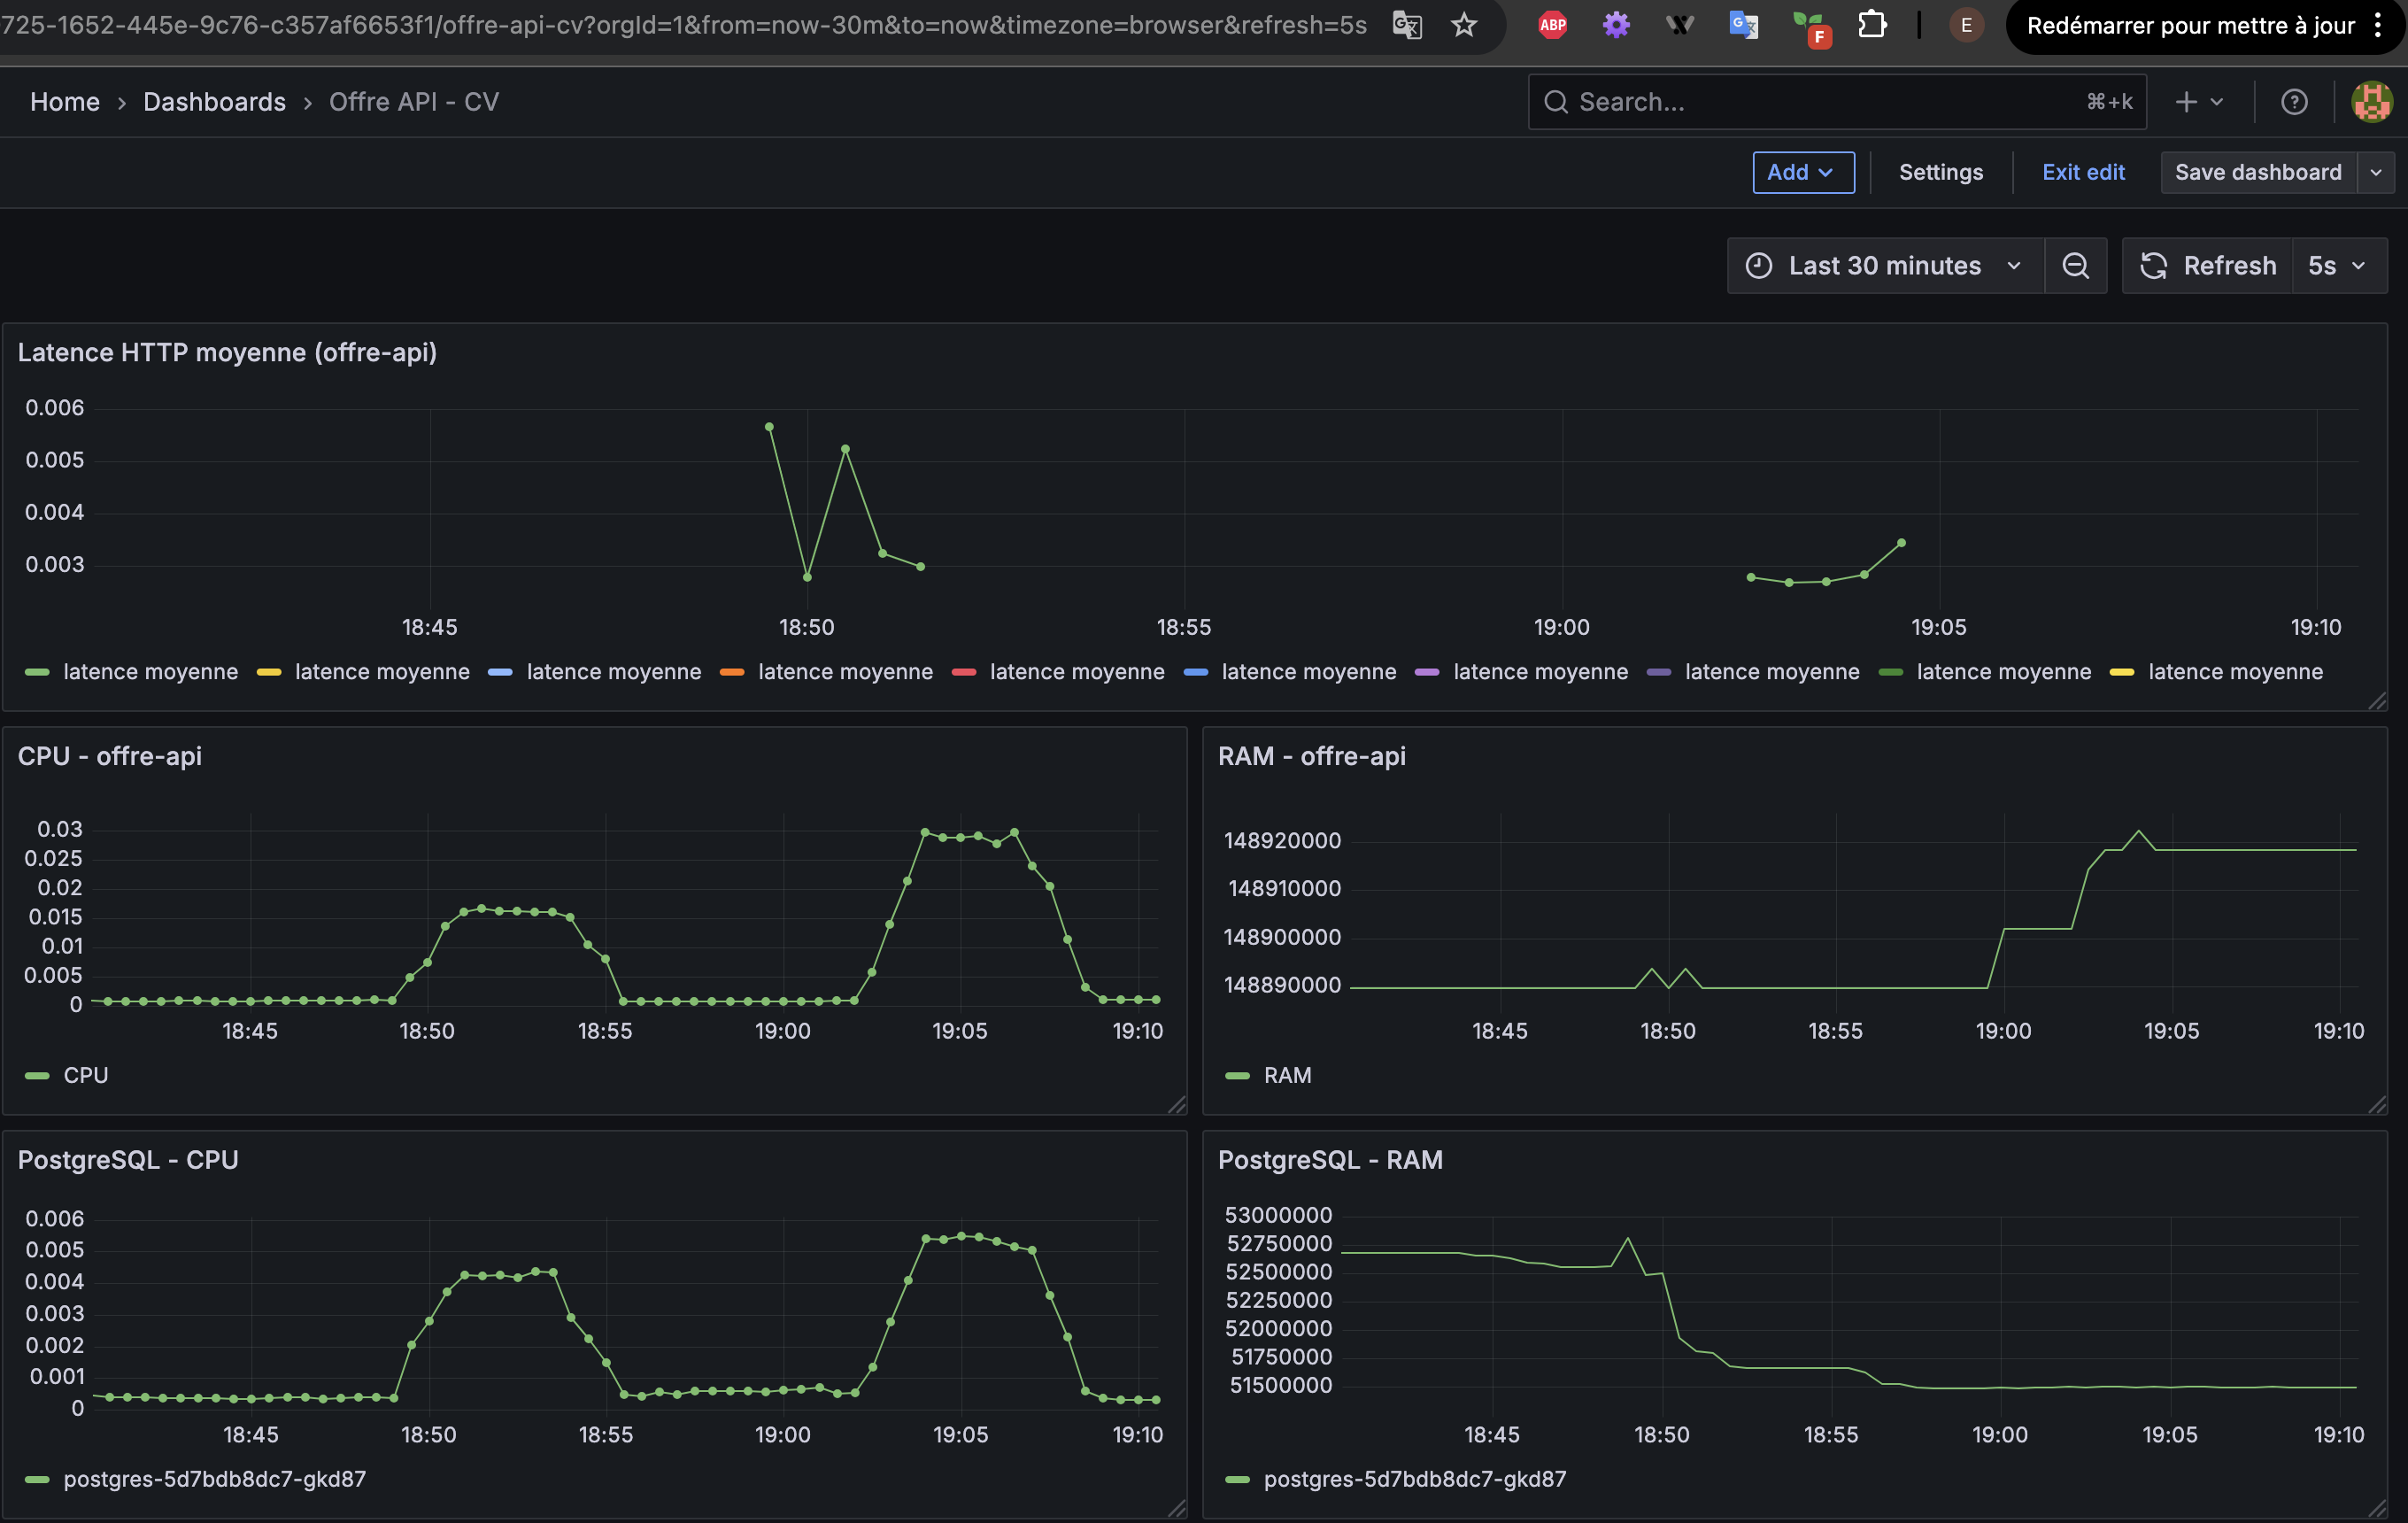 725-1652-445e-9c76-c357af6653f1/offre-api-cv?orgId=1&from=now-30m&to=now&timezone=browser&refresh=5s G ABP W G F E Redémarrer pour mettre à jour
Home > Dashboards > Offre API - CV Search... ⌘+k
Add Settings Exit edit Save dashboard
Last 30 minutes Refresh 5s
Latence HTTP moyenne (offre-api)
0.006
0.005
0.004
0.003
18:45 18:50 18:55 19:00 19:05 19:10
latence moyenne latence moyenne latence moyenne latence moyenne latence moyenne latence moyenne latence moyenne latence moyenne latence moyenne latence moyenne
CPU - offre-api
0.03
0.025
0.02
0.015
0.01
0.005
0
18:45 18:50 18:55 19:00 19:05 19:10
CPU
RAM - offre-api
148920000
148910000
148900000
148890000
18:45 18:50 18:55 19:00 19:05 19:10
RAM
PostgreSQL - CPU
0.006
0.005
0.004
0.003
0.002
0.001
0
18:45 18:50 18:55 19:00 19:05 19:10
postgres-5d7bdb8dc7-gkd87
PostgreSQL - RAM
53000000
52750000
52500000
52250000
52000000
51750000
51500000
18:45 18:50 18:55 19:00 19:05 19:10
postgres-5d7bdb8dc7-gkd87